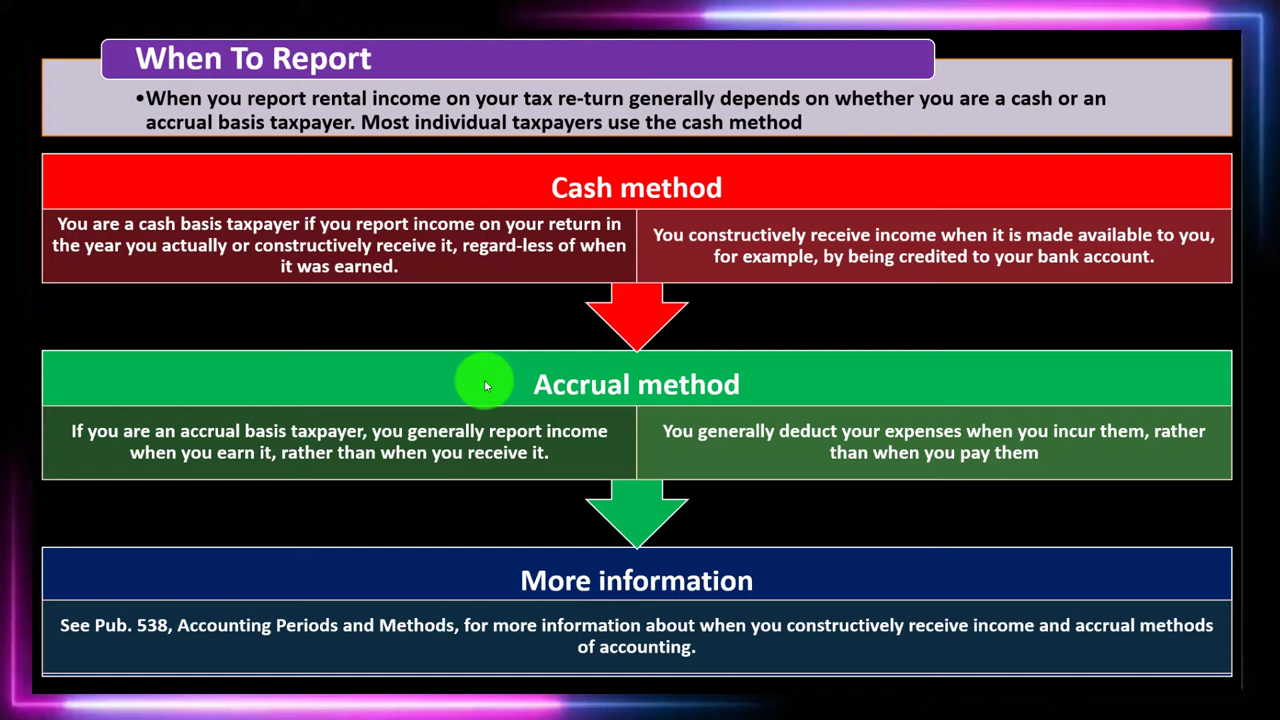 When To Report
•When you report rental income on your tax re-turn generally depends on whether you are a cash or an
accrual basis taxpayer. Most individual taxpayers use the cash method
Cash method
You are a cash basis taxpayer if you report income on your return in
the year you actually or constructively receive it, regard-less of when
it was earned.
You constructively receive income when it is made available to you,
for example, by being credited to your bank account.
Accrual method
If you are an accrual basis taxpayer, you generally report income
when you earn it, rather than when you receive it.
You generally deduct your expenses when you incur them, rather
than when you pay them
More information
See Pub. 538, Accounting Periods and Methods, for more information about when you constructively receive income and accrual methods
of accounting.